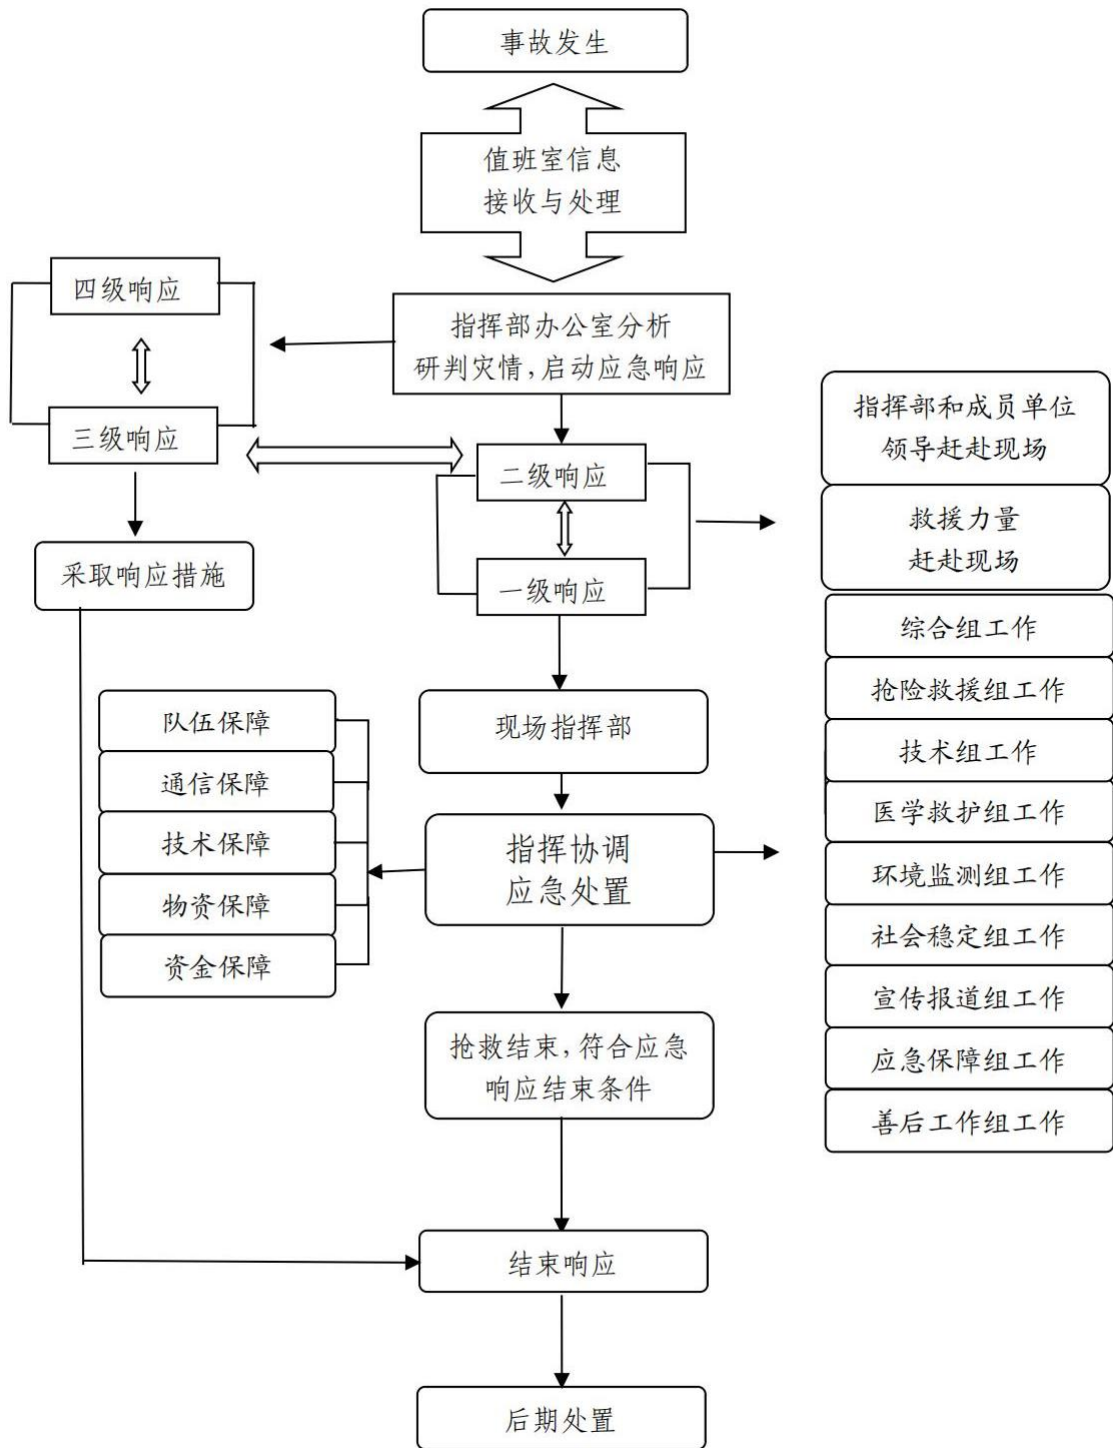 事故发生
值班室信息
接收与处理
四级响应
指挥部办公室分析
研判灾情，启动应急响应
三级响应
二级响应
一级响应
采取响应措施
指挥部和成员单位
领导赶赴现场
救援力量
赶赴现场
综合组工作
抢险救援组工作
技术组工作
医学救护组工作
环境监测组工作
社会稳定组工作
宣传报道组工作
应急保障组工作
善后工作组工作
现场指挥部
队伍保障
通信保障
技术保障
物资保障
资金保障
指挥协调
应急处置
抢救结束，符合应急
响应结束条件
结束响应
后期处置